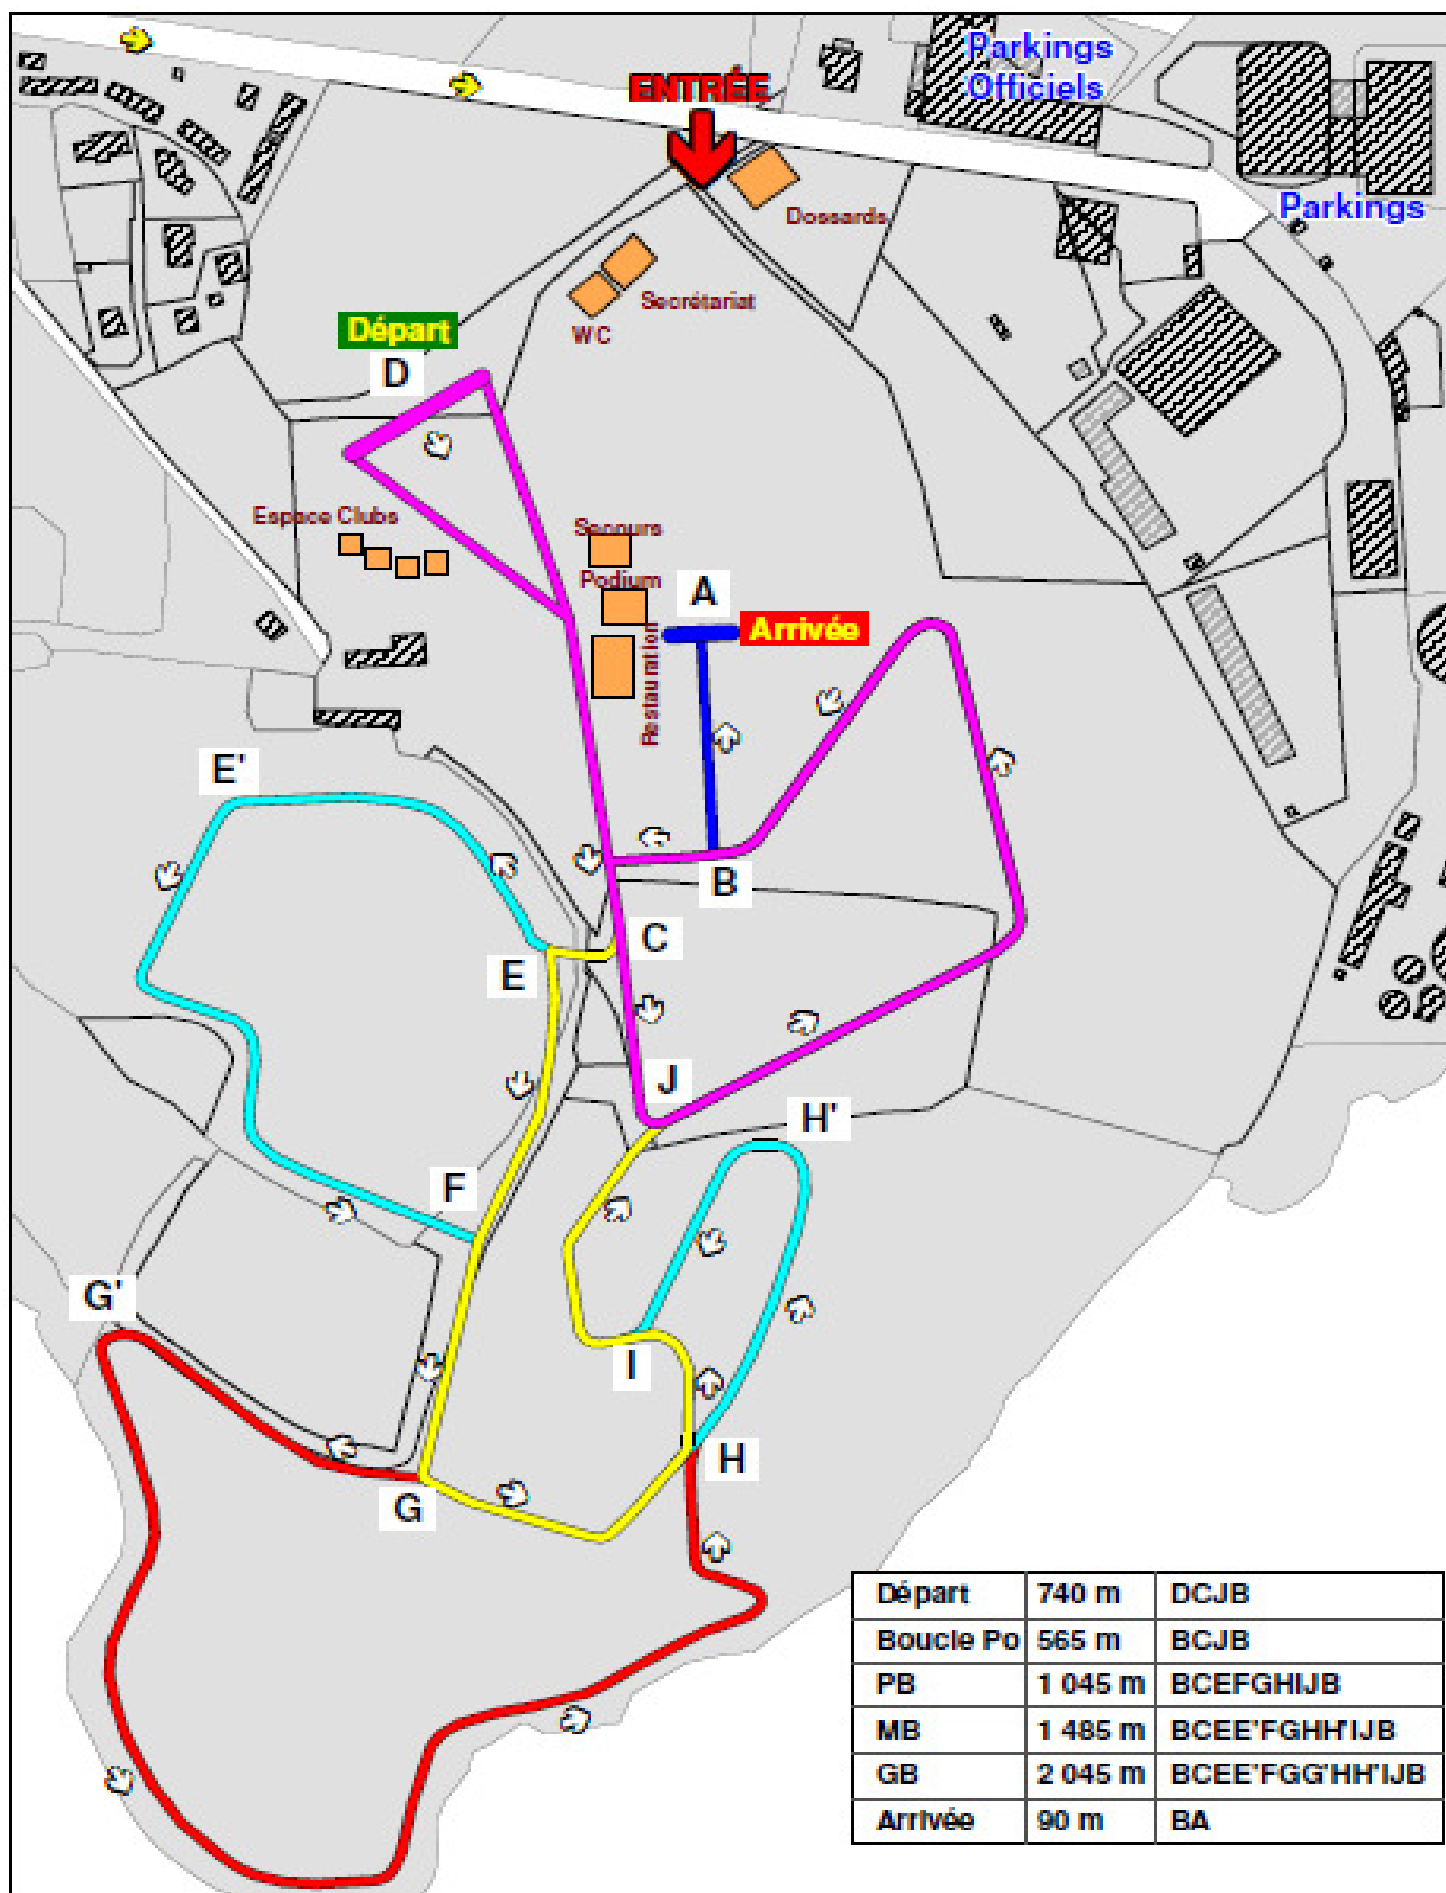 Parkings
Officiels
ENTRÉE
Parkings
Dossards
Secrétariat
WC
Départ
D
Espace Clubs
Secours
Podium
A
Arrivée
Restauration
E'
B
C
E
J
H'
F
G'
I
H
G
Départ 740 m DCJB
Boucle Po 565 m BCJB
PB 1 045 m BCEFGHIJB
MB 1 485 m BCEE'FGHH'IJB
GB 2 045 m BCEE'FGG'HH'IJB
Arrivée 90 m BA